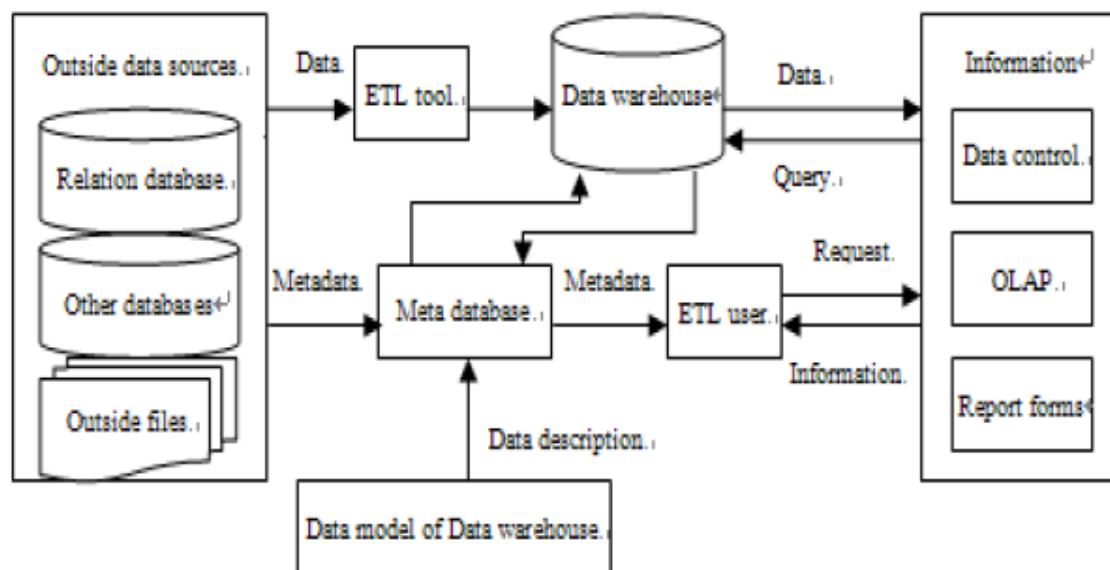 Outside data sources.
Relation database.
Other databases↵
Outside files.
Data.
ETL tool.
Data warehouse↵
Data.
Query.
Information↵
Data control.
OLAP.
Report forms↵
Metadata.
Meta database.
Metadata.
ETL user.
Request.
Information.
Data description.
Data model of Data warehouse.